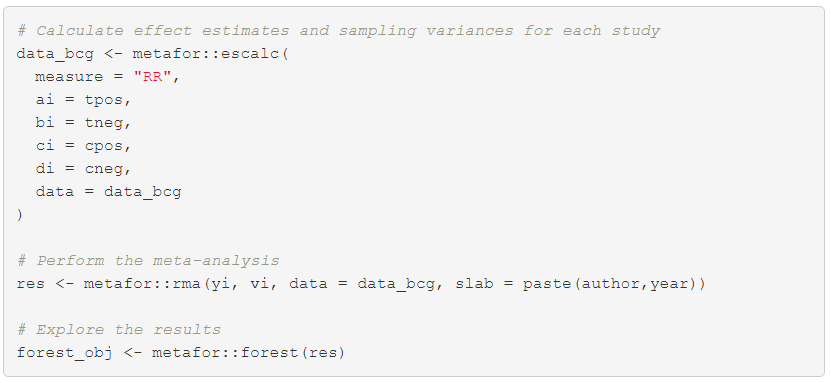 # Calculate effect estimates and sampling variances for each study
data_bcg <- metafor::escalc(
  measure = "RR",
  ai = tpos,
  bi = tneg,
  ci = cpos,
  di = cneg,
  data = data_bcg
)

# Perform the meta-analysis
res <- metafor::rma(yi, vi, data = data_bcg, slab = paste(author,year))

# Explore the results
forest_obj <- metafor::forest(res)